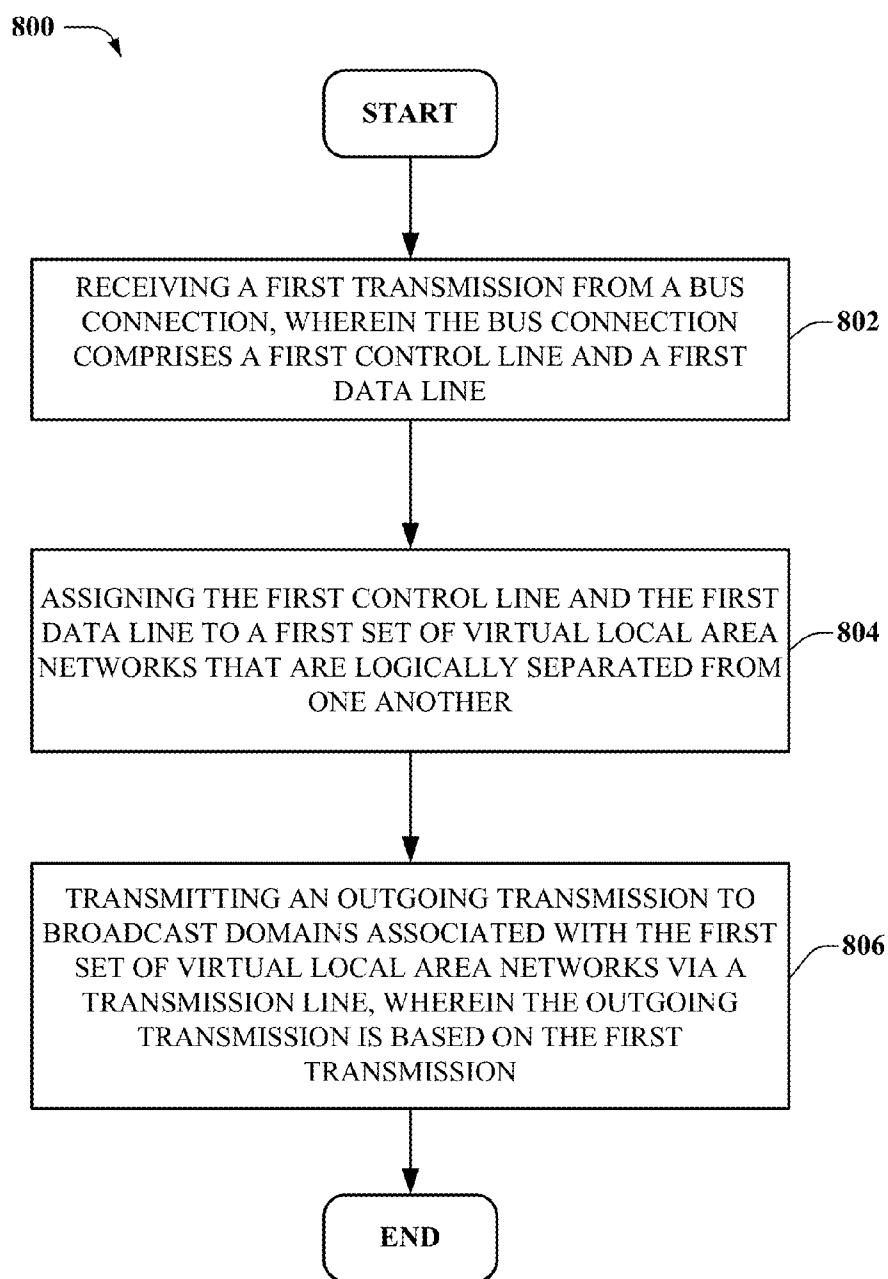 800
START
RECEIVING A FIRST TRANSMISSION FROM A BUS
CONNECTION, WHEREIN THE BUS CONNECTION
COMPRISES A FIRST CONTROL LINE AND A FIRST
DATA LINE
802
ASSIGNING THE FIRST CONTROL LINE AND THE FIRST
DATA LINE TO A FIRST SET OF VIRTUAL LOCAL AREA
NETWORKS THAT ARE LOGICALLY SEPARATED FROM
ONE ANOTHER
804
TRANSMITTING AN OUTGOING TRANSMISSION TO
BROADCAST DOMAINS ASSOCIATED WITH THE FIRST
SET OF VIRTUAL LOCAL AREA NETWORKS VIA A
TRANSMISSION LINE, WHEREIN THE OUTGOING
TRANSMISSION IS BASED ON THE FIRST
TRANSMISSION
806
END